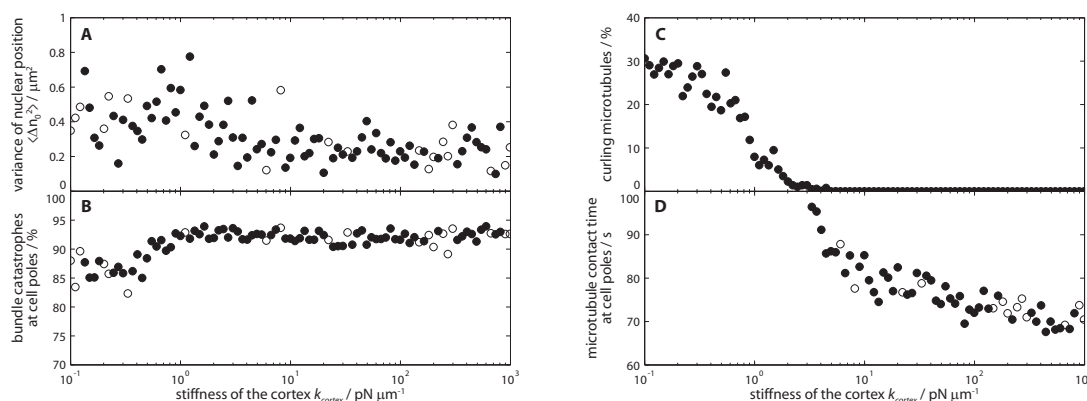 A
variance of nuclear position
<Δn₀²> / μm²
1
0.8
0.6
0.4
0.2
0
B
bundle catastrophes
at cell poles / %
100
95
90
85
80
75
70
10⁻¹ 10⁰ 10¹ 10² 10³
stiffness of the cortex k_cortex / pN μm⁻¹
C
curling microtubules / %
40
30
20
10
0
D
microtubule contact time
at cell poles / s
100
90
80
70
60
10⁻¹ 10⁰ 10¹ 10² 10³
stiffness of the cortex k_cortex / pN μm⁻¹